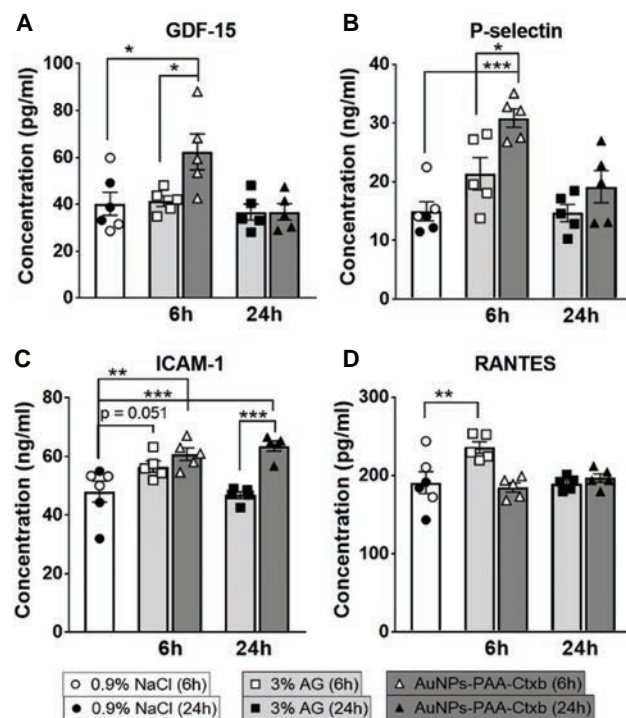 A
GDF-15
Concentration (pg/ml)
80
60
40
20
0
100
*
*
6h
24h
B
P-selectin
Concentration (ng/ml)
40
30
20
10
0
*
***
6h
24h
C
ICAM-1
Concentration (ng/ml)
80
60
40
20
0
**
***
p = 0.051
***
6h
24h
D
RANTES
Concentration (pg/ml)
300
200
100
0
**
6h
24h
0.9% NaCl (6h)
3% AG (6h)
AuNPs-PAA-Ctxb (6h)
0.9% NaCl (24h)
3% AG (24h)
AuNPs-PAA-Ctxb (24h)